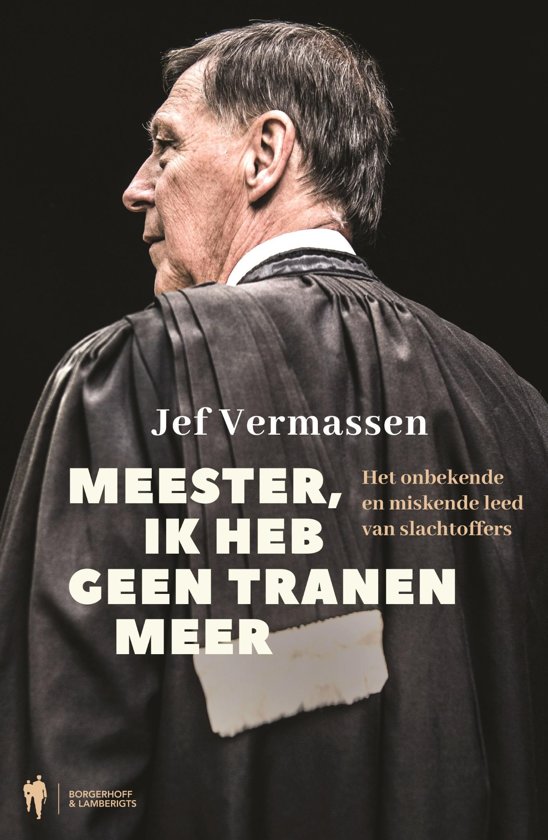 Jef Vermassen
MEESTER,
IK HEB
GEEN TRANEN
MEER
Het onbekende
en miskende leed
van slachtoffers
BORGERHOFF
& LAMBERIGTS